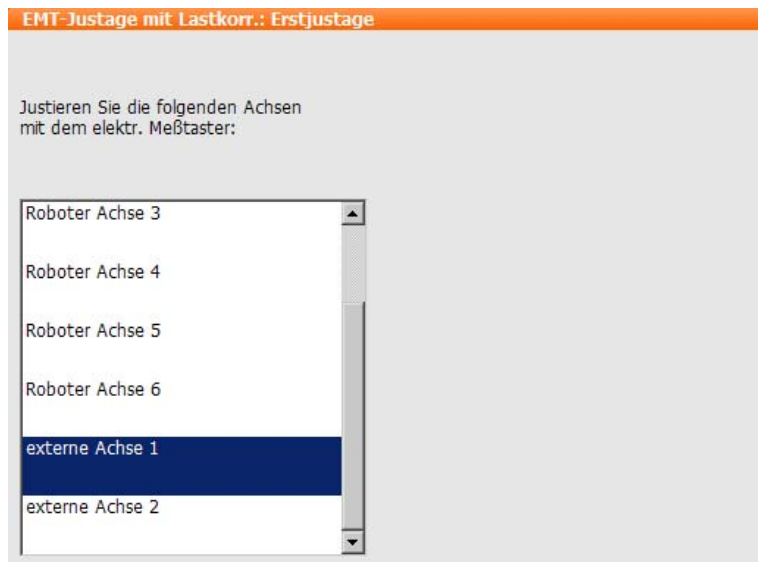 EMT-Justage mit Lastkorr.: Erstjustage
Justieren Sie die folgenden Achsen
mit dem elektr. Meßtaster:
Roboter Achse 3
Roboter Achse 4
Roboter Achse 5
Roboter Achse 6
externe Achse 1
externe Achse 2